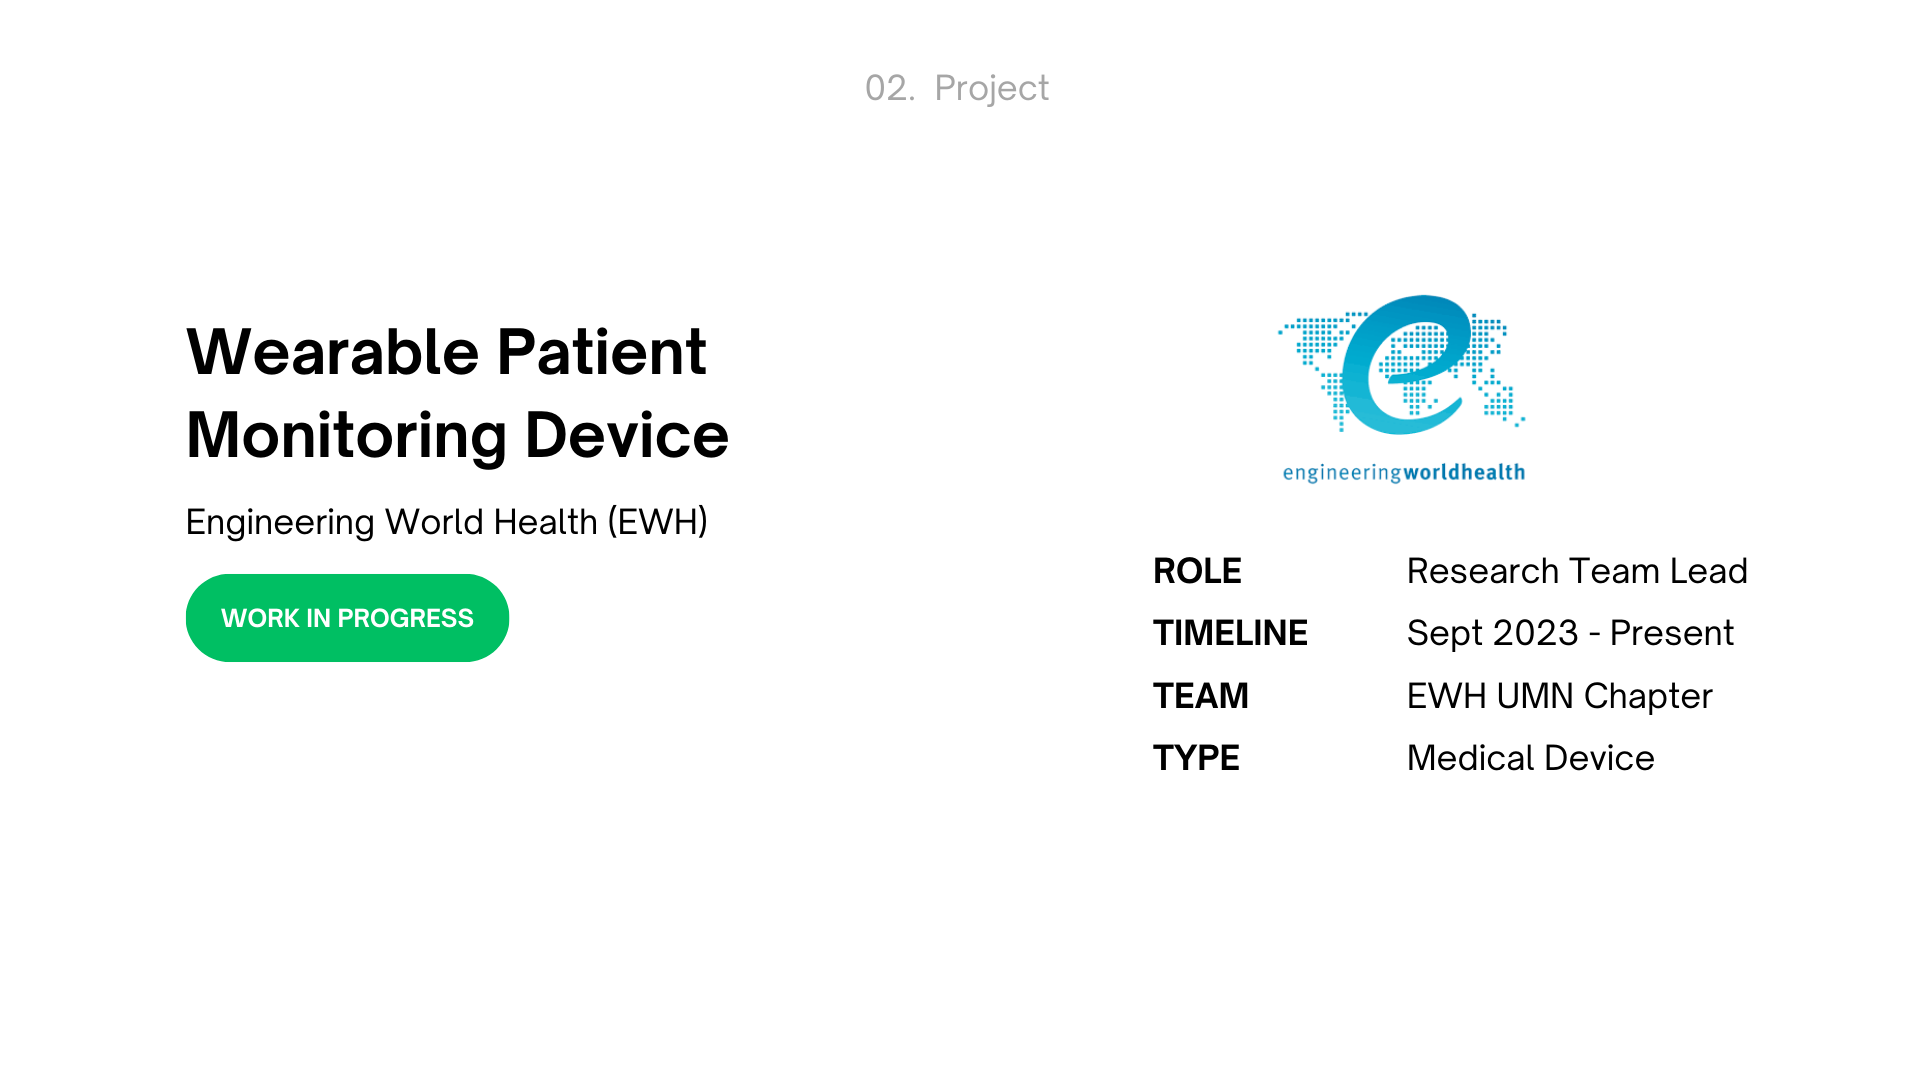 02. Project
Wearable Patient
Monitoring Device
Engineering World Health (EWH)
WORK IN PROGRESS
engineeringworldhealth
ROLE Research Team Lead
TIMELINE Sept 2023 - Present
TEAM EWH UMN Chapter
TYPE Medical Device